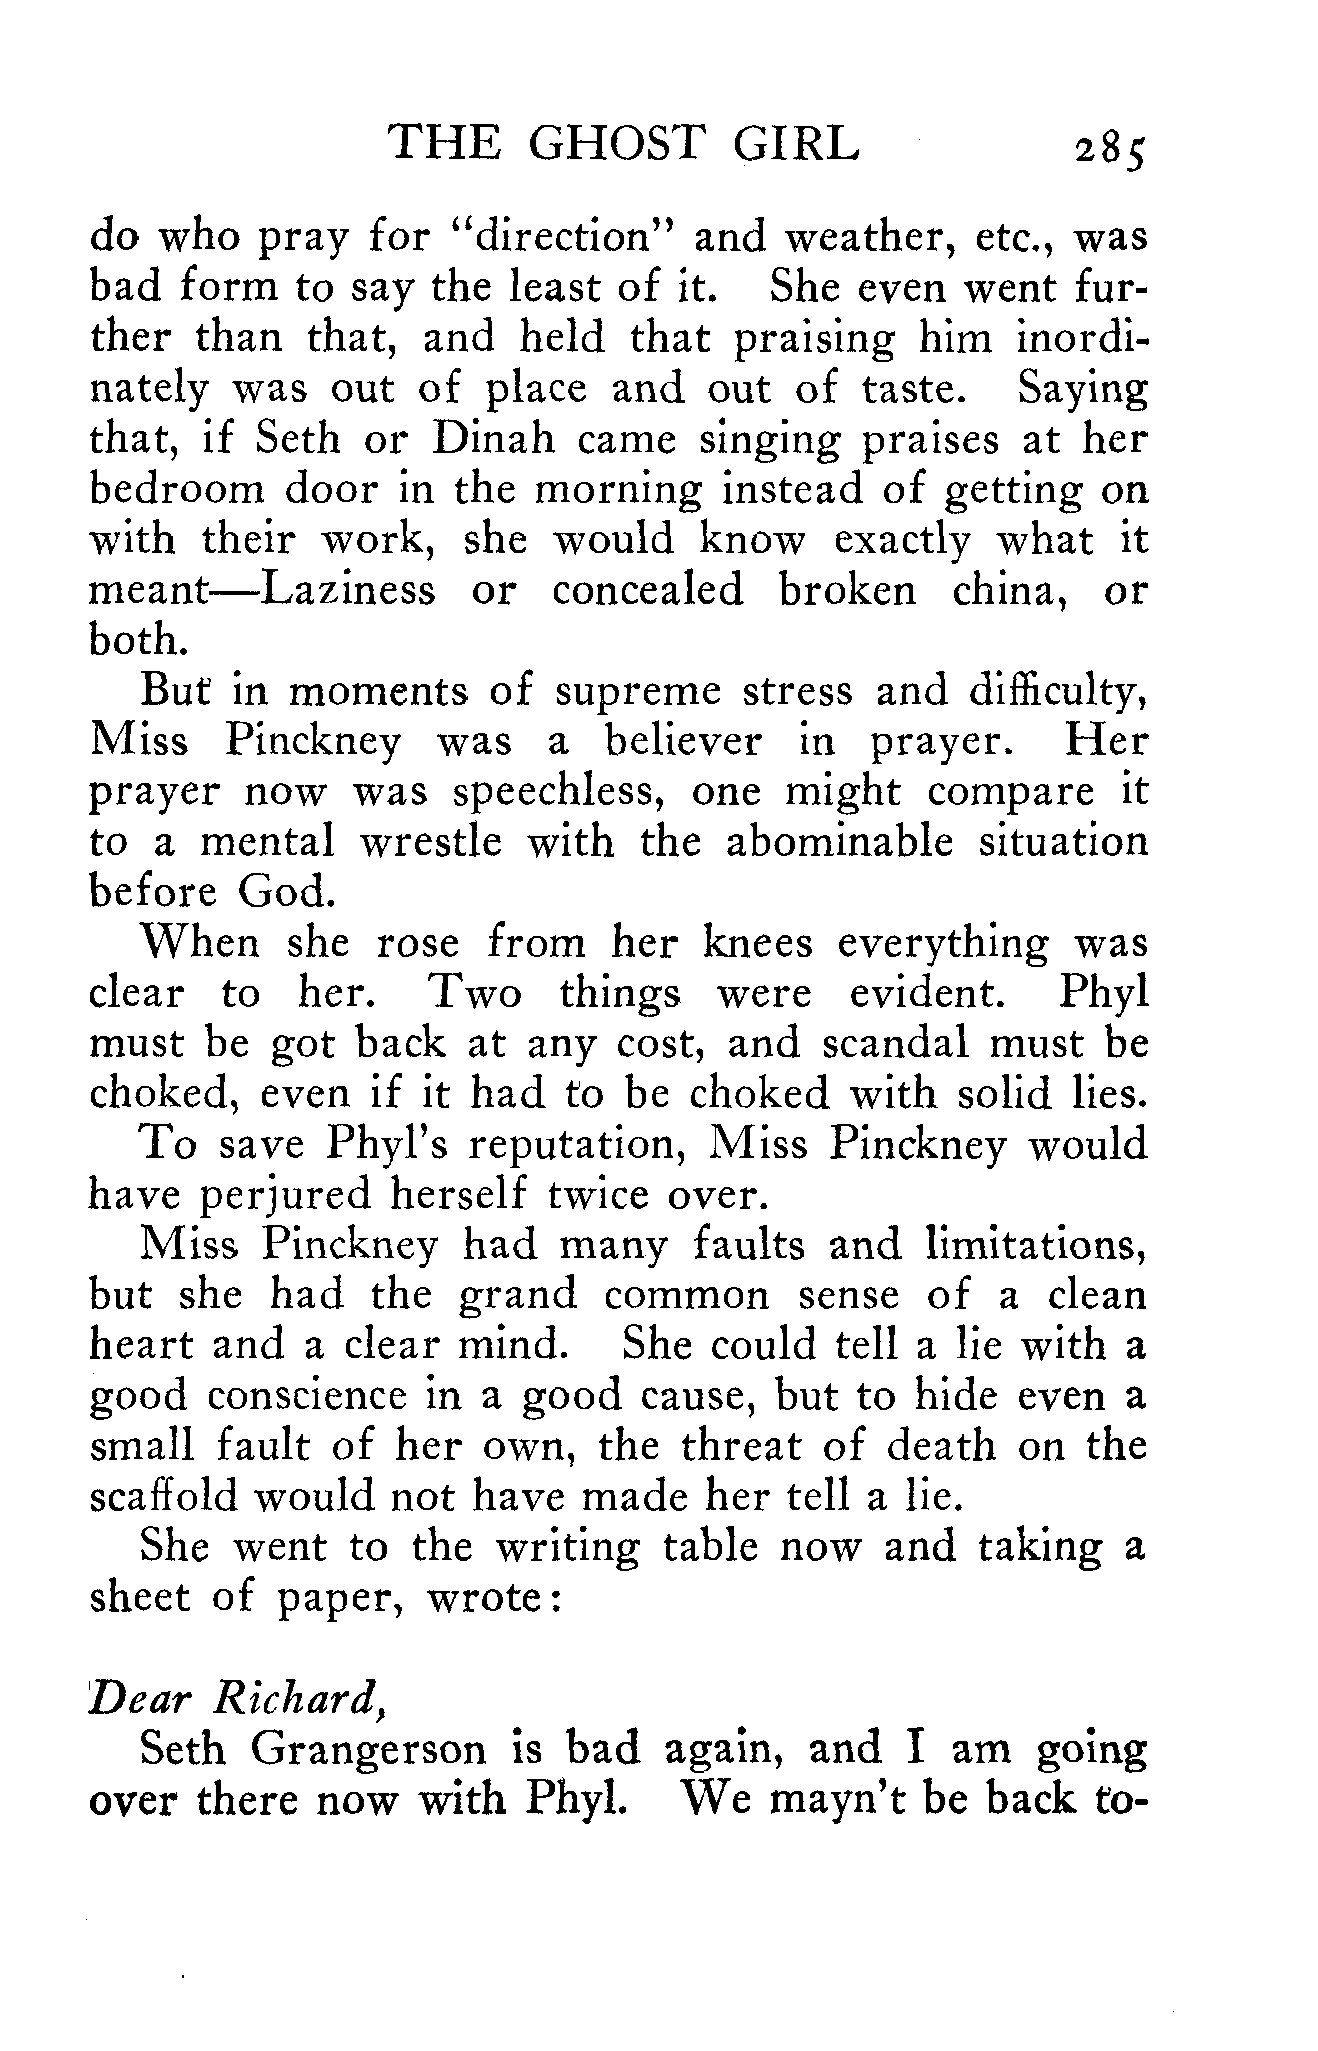 THE GHOST GIRL 285
do who pray for "direction" and weather, etc., was
bad form to say the least of it. She even went fur-
ther than that, and held that praising him inordi-
nately was out of place and out of taste. Saying
that, if Seth or Dinah came singing praises at her
bedroom door in the morning instead of getting on
with their work, she would know exactly what it
meant—Laziness or concealed broken china, or
both.
But in moments of supreme stress and difficulty,
Miss Pinckney was a believer in prayer. Her
prayer now was speechless, one might compare it
to a mental wrestle with the abominable situation
before God.
When she rose from her knees everything was
clear to her. Two things were evident. Phyl
must be got back at any cost, and scandal must be
choked, even if it had to be choked with solid lies.
To save Phyl's reputation, Miss Pinckney would
have perjured herself twice over.
Miss Pinckney had many faults and limitations,
but she had the grand common sense of a clean
heart and a clear mind. She could tell a lie with a
good conscience in a good cause, but to hide even a
small fault of her own, the threat of death on the
scaffold would not have made her tell a lie.
She went to the writing table now and taking a
sheet of paper, wrote:
Dear Richard,
Seth Grangerson is bad again, and I am going
over there now with Phyl. We mayn't be back to-